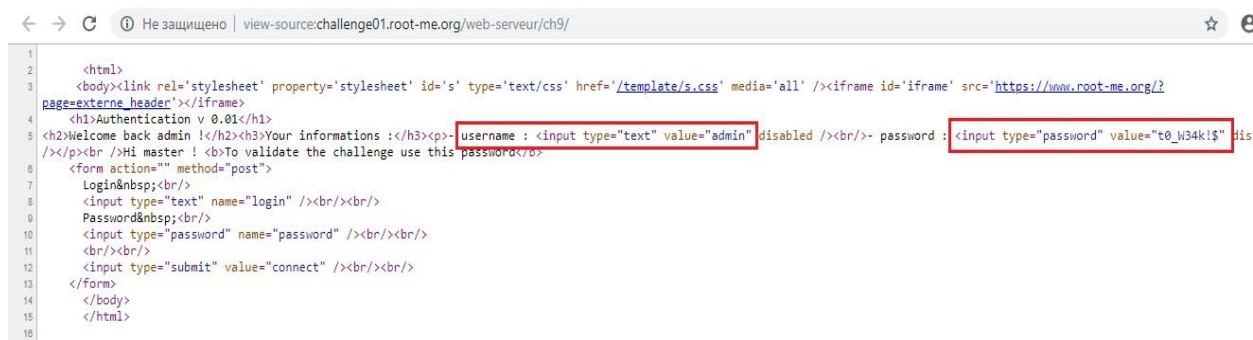 Не защищено | view-source:challenge01.root-me.org/web-serveur/ch9/
1
2 <html>
3 <body><link rel='stylesheet' property='stylesheet' id='s' type='text/css' href='/template/s.css' media='all' /><iframe id='iframe' src='https://www.root-me.org/?
page=externe_header'></iframe>
4 <h1>Authentication v 0.01</h1>
5 <h2>Welcome back admin !</h2><h3>Your informations :</h3><p>- username : <input type="text" value="admin" disabled /><br/>- password : <input type="password" value="t0_W34k!$" dis
/></p><br />Hi master ! <b>To validate the challenge use this password</b>
6 <form action="" method="post">
7 Login&nbsp;<br/>
8 <input type="text" name="login" /><br/><br/>
9 Password&nbsp;<br/>
10 <input type="password" name="password" /><br/><br/>
11 <br/><br/>
12 <input type="submit" value="connect" /><br/><br/>
13 </form>
14 </body>
15 </html>
16